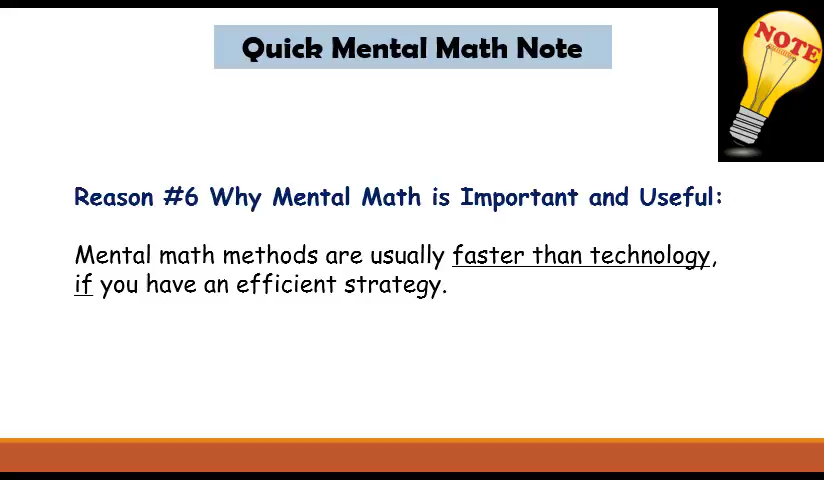 Quick Mental Math Note
NOTE
Reason #6 Why Mental Math is Important and Useful:
Mental math methods are usually faster than technology,
if you have an efficient strategy.